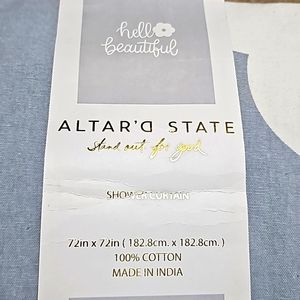 hello
beautiful
ALTAR'D STATE
Stand out for good
SHOWER CURTAIN
72in x 72in ( 182.8cm. x 182.8cm. )
100% COTTON
MADE IN INDIA